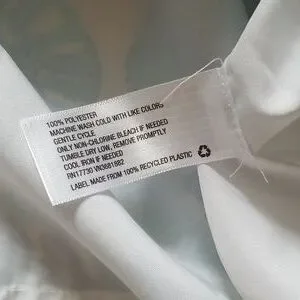 100% POLYESTER
MACHINE WASH COLD WITH LIKE COLORS
GENTLE CYCLE
ONLY NON-CHLORINE BLEACH IF NEEDED
TUMBLE DRY LOW, REMOVE PROMPTLY
COOL IRON IF NEEDED
RN17730 VN3681882
LABEL MADE FROM 100% RECYCLED PLASTIC